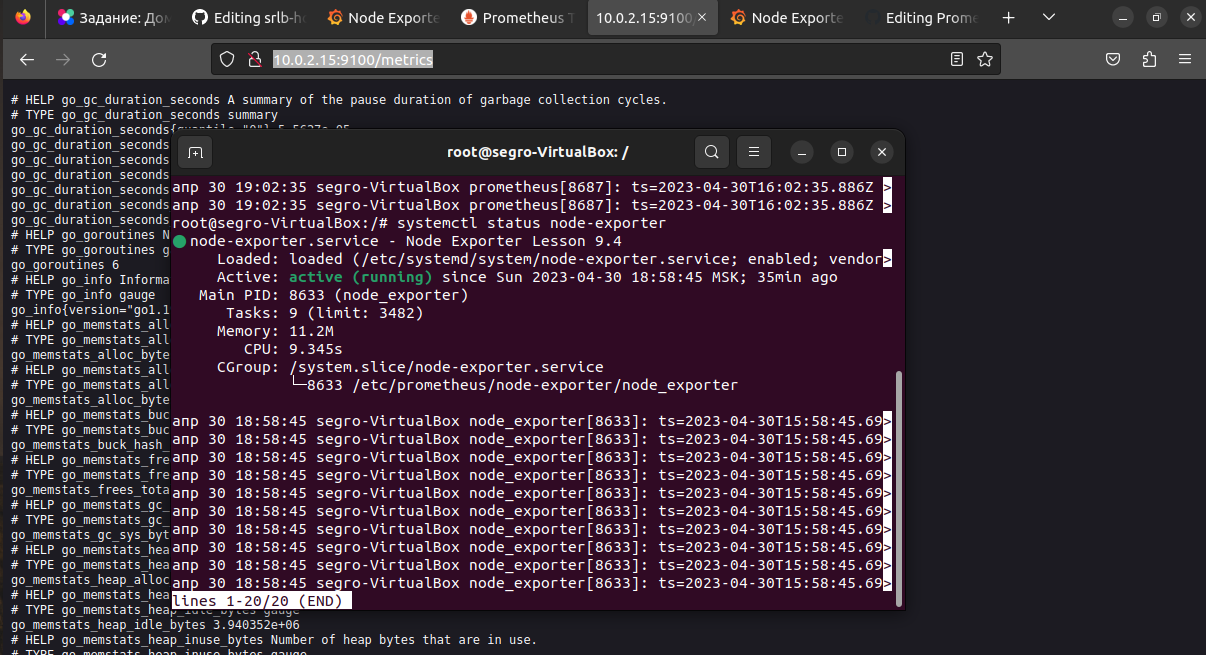 Задание: Дом
Editing srlb-ho
Node Exporte
Prometheus T
10.0.2.15:9100/
Node Exporte
Editing Prome
10.0.2.15:9100/metrics
# HELP go_gc_duration_seconds A summary of the pause duration of garbage collection cycles.
# TYPE go_gc_duration_seconds summary
go_gc_duration_seconds{quantile="0"} 5.5627e-05
go_gc_duration_seconds
go_gc_duration_seconds
go_gc_duration_seconds
go_gc_duration_seconds
go_gc_duration_seconds
go_gc_duration_seconds
# HELP go_goroutines N
# TYPE go_goroutines g
go_goroutines 6
# HELP go_info Informa
# TYPE go_info gauge
go_info{version="go1.1
# HELP go_memstats_all
# TYPE go_memstats_all
go_memstats_alloc_byte
# HELP go_memstats_all
# TYPE go_memstats_all
go_memstats_alloc_byte
# HELP go_memstats_buc
# TYPE go_memstats_buc
go_memstats_buck_hash_
# HELP go_memstats_fre
# TYPE go_memstats_fre
go_memstats_frees_tota
# HELP go_memstats_gc_
# TYPE go_memstats_gc_
go_memstats_gc_sys_byt
# HELP go_memstats_hea
# TYPE go_memstats_hea
go_memstats_heap_alloc
# HELP go_memstats_hea
# TYPE go_memstats_heap_idle_bytes gauge
go_memstats_heap_idle_bytes 3.940352e+06
# HELP go_memstats_heap_inuse_bytes Number of heap bytes that are in use.
# TYPE go_memstats_heap_inuse_bytes gauge
root@segro-VirtualBox: /
апр 30 19:02:35 segro-VirtualBox prometheus[8687]: ts=2023-04-30T16:02:35.886Z >
апр 30 19:02:35 segro-VirtualBox prometheus[8687]: ts=2023-04-30T16:02:35.886Z >
root@segro-VirtualBox:/# systemctl status node-exporter
● node-exporter.service - Node Exporter Lesson 9.4
Loaded: loaded (/etc/systemd/system/node-exporter.service; enabled; vendor>
Active: active (running) since Sun 2023-04-30 18:58:45 MSK; 35min ago
Main PID: 8633 (node_exporter)
Tasks: 9 (limit: 3482)
Memory: 11.2M
CPU: 9.345s
CGroup: /system.slice/node-exporter.service
└─8633 /etc/prometheus/node-exporter/node_exporter
апр 30 18:58:45 segro-VirtualBox node_exporter[8633]: ts=2023-04-30T15:58:45.69>
апр 30 18:58:45 segro-VirtualBox node_exporter[8633]: ts=2023-04-30T15:58:45.69>
апр 30 18:58:45 segro-VirtualBox node_exporter[8633]: ts=2023-04-30T15:58:45.69>
апр 30 18:58:45 segro-VirtualBox node_exporter[8633]: ts=2023-04-30T15:58:45.69>
апр 30 18:58:45 segro-VirtualBox node_exporter[8633]: ts=2023-04-30T15:58:45.69>
апр 30 18:58:45 segro-VirtualBox node_exporter[8633]: ts=2023-04-30T15:58:45.69>
апр 30 18:58:45 segro-VirtualBox node_exporter[8633]: ts=2023-04-30T15:58:45.69>
апр 30 18:58:45 segro-VirtualBox node_exporter[8633]: ts=2023-04-30T15:58:45.69>
апр 30 18:58:45 segro-VirtualBox node_exporter[8633]: ts=2023-04-30T15:58:45.69>
апр 30 18:58:45 segro-VirtualBox node_exporter[8633]: ts=2023-04-30T15:58:45.69>
lines 1-20/20 (END)